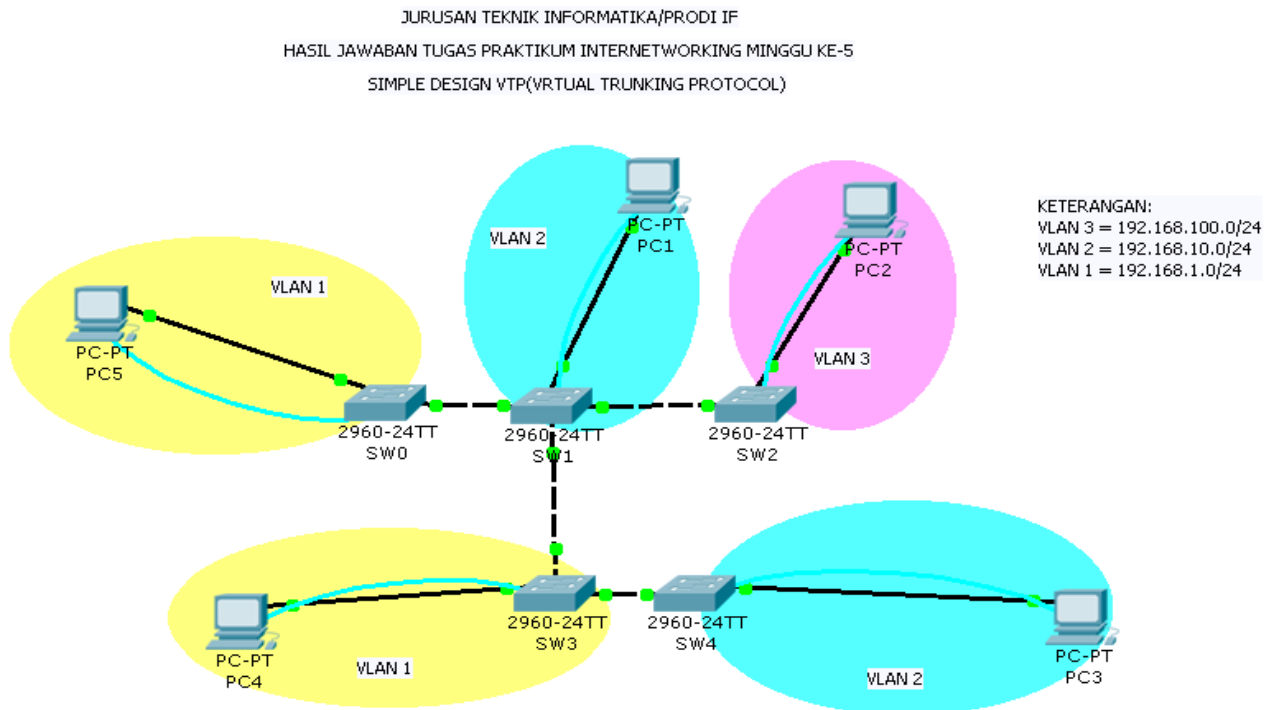 JURUSAN TEKNIK INFORMATIKA/PRODI IF
HASIL JAWABAN TUGAS PRAKTIKUM INTERNETWORKING MINGGU KE-5
SIMPLE DESIGN VTP(VRTUAL TRUNKING PROTOCOL)
VLAN 1
PC-PT
PC5
2960-24TT
SW0
VLAN 2
PC-PT
PC1
2960-24TT
SW1
PC-PT
PC2
VLAN 3
2960-24TT
SW2
KETERANGAN:
VLAN 3 = 192.168.100.0/24
VLAN 2 = 192.168.10.0/24
VLAN 1 = 192.168.1.0/24
PC-PT
PC4
VLAN 1
2960-24TT
SW3
2960-24TT
SW4
VLAN 2
PC-PT
PC3